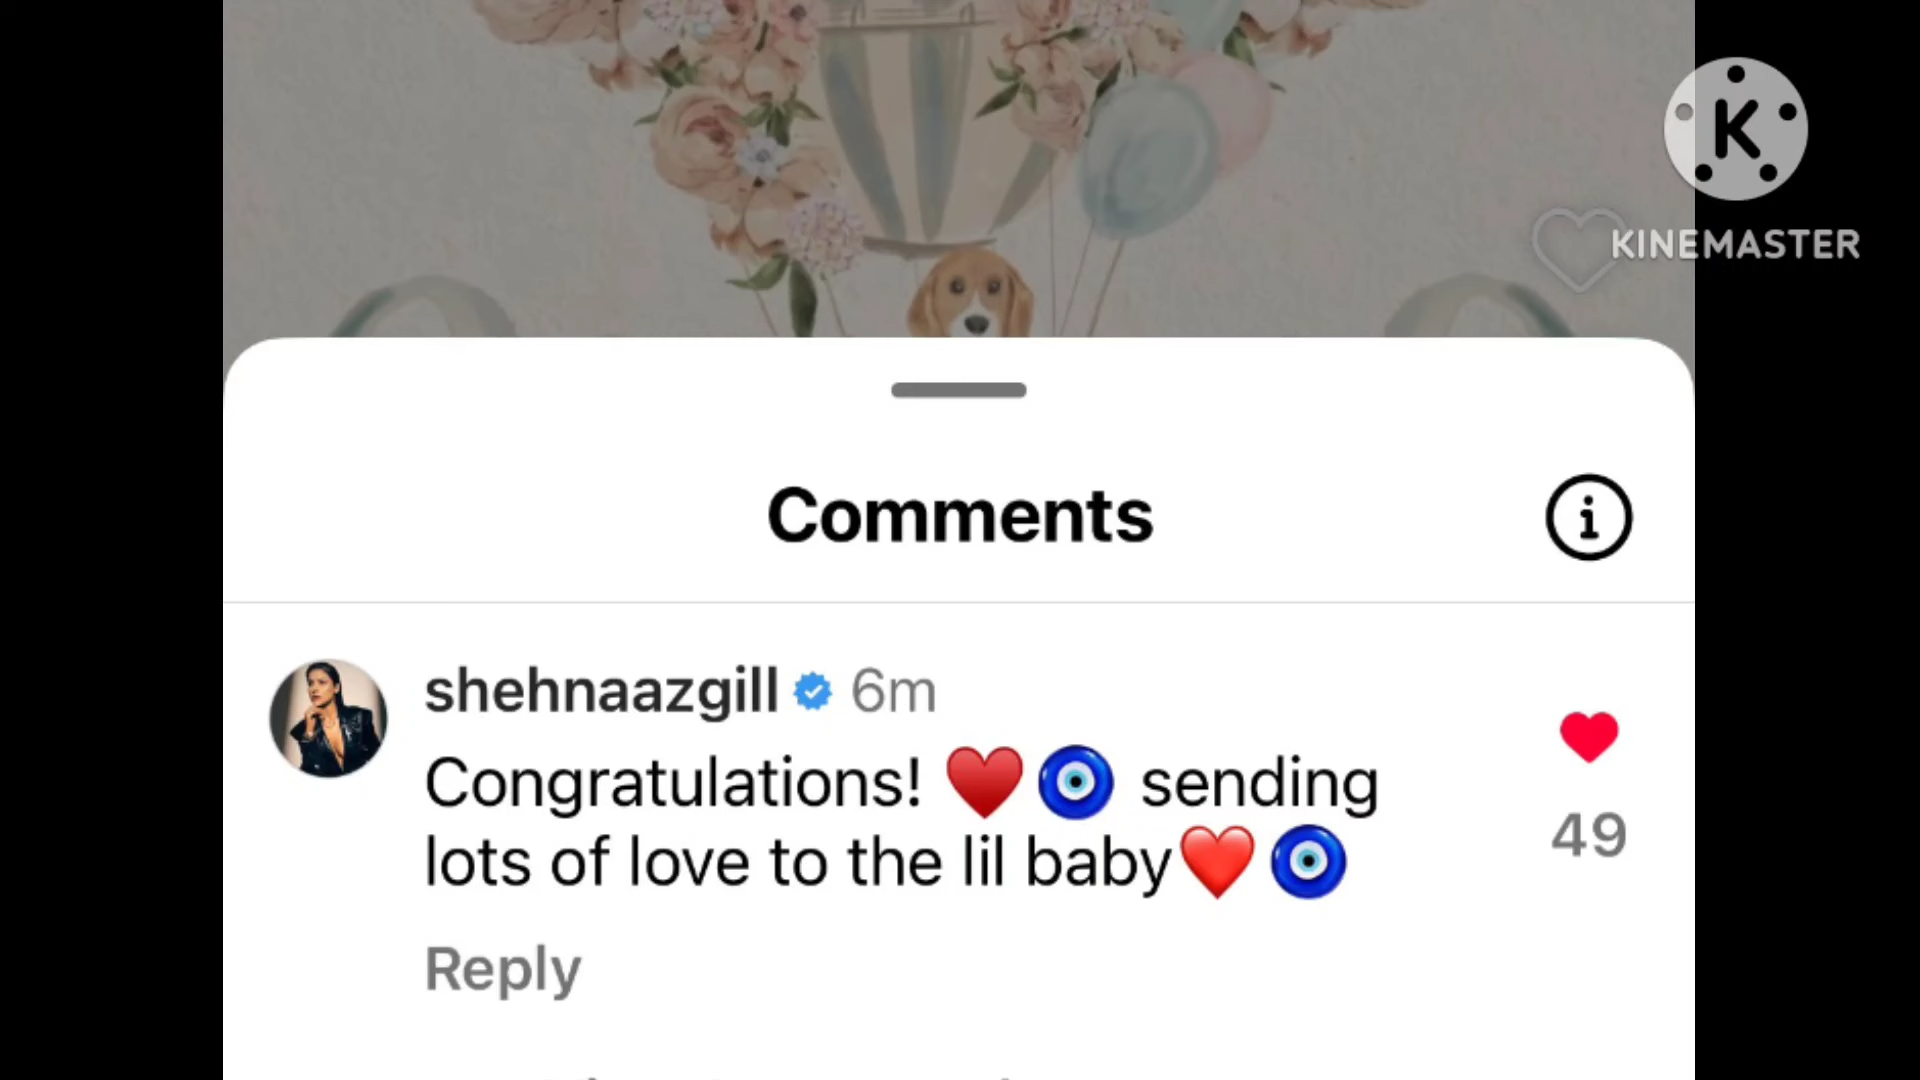 K
KINEMASTER
Comments
shehnaazgill 6m
Congratulations! ❤️🧿 sending
lots of love to the lil baby❤️🧿
49
Reply